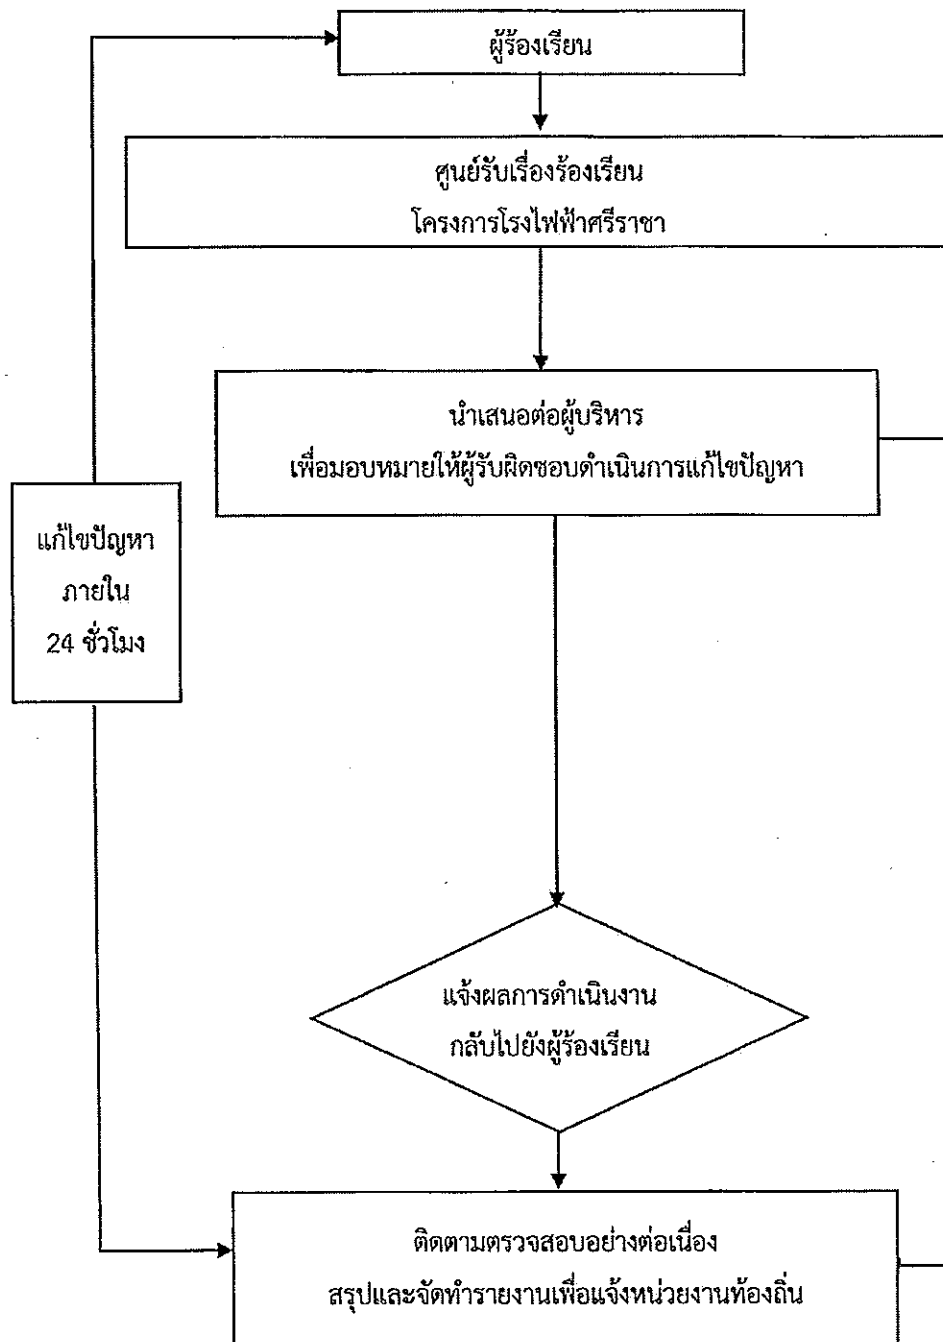 ผู้ร้องเรียน
ศูนย์รับเรื่องร้องเรียน
โครงการโรงไฟฟ้าศรีราชา
นำเสนอต่อผู้บริหาร
เพื่อมอบหมายให้ผู้รับผิดชอบดำเนินการแก้ไขปัญหา
แก้ไขปัญหา
ภายใน
24 ชั่วโมง
แจ้งผลการดำเนินงาน
กลับไปยังผู้ร้องเรียน
ติดตามตรวจสอบอย่างต่อเนื่อง
สรุปและจัดทำรายงานเพื่อแจ้งหน่วยงานท้องถิ่น